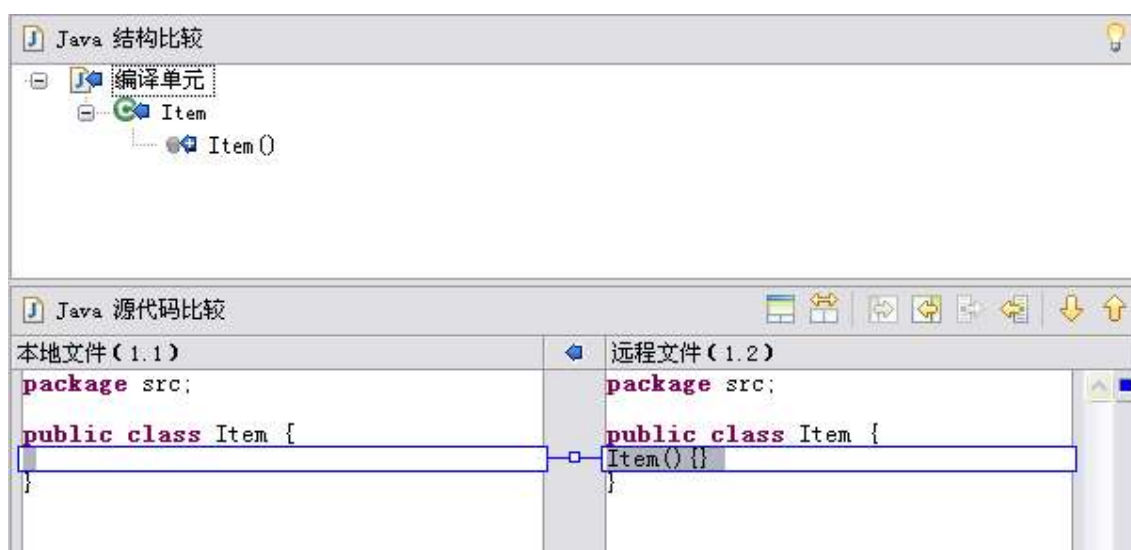 Java 结构比较
编译单元
Item
Item()
Java 源代码比较
本地文件(1.1)
远程文件(1.2)
package src;
public class Item {
}
package src;
public class Item {
Item(){}
}